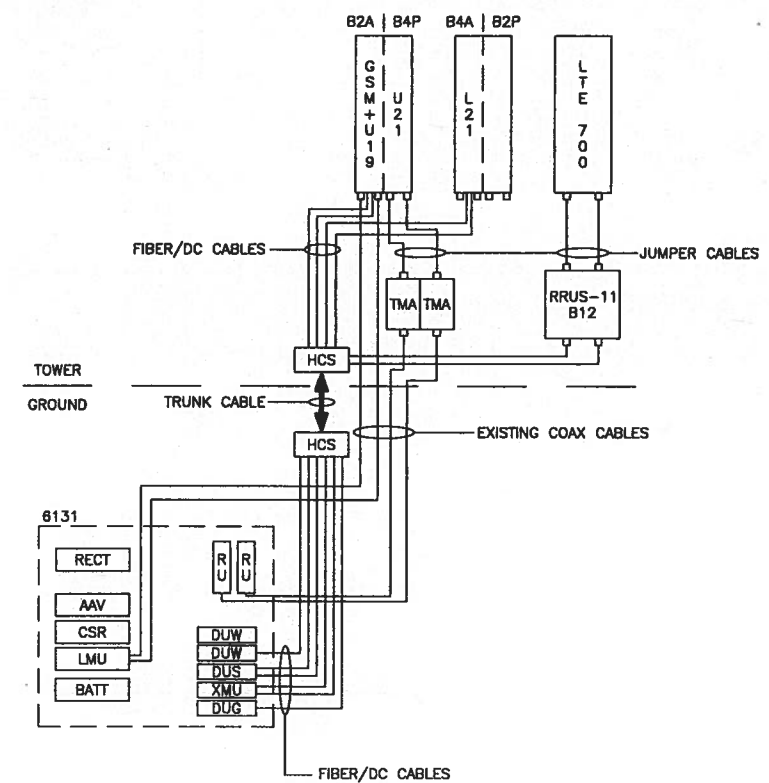 B2A | B4P
B4A | B2P
GSM+U19
U21
L21
LTE 700
FIBER/DC CABLES
JUMPER CABLES
TMA
TMA
RRUS-11
B12
HCS
TOWER
GROUND
TRUNK CABLE
HCS
EXISTING COAX CABLES
6131
RECT
RU
RU
AAV
CSR
LMU
BATT
DUW
DUW
DUS
XMU
DUG
FIBER/DC CABLES